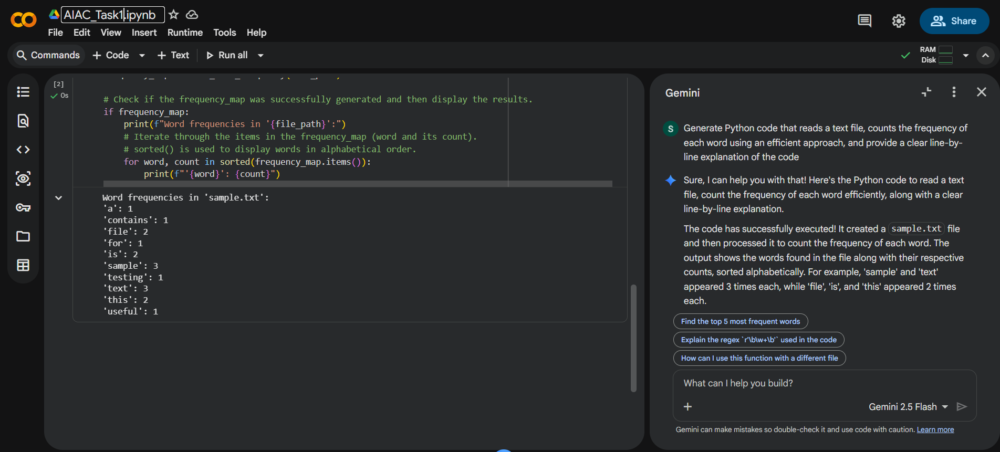 AIAC_Task1.ipynb
File Edit View Insert Runtime Tools Help
Share
Commands + Code + Text Run all
RAM
Disk
[2]
0s
# Check if the frequency_map was successfully generated and then display the results.
if frequency_map:
    print(f"Word frequencies in '{file_path}':")
    # Iterate through the items in the frequency_map (word and its count).
    # sorted() is used to display words in alphabetical order.
    for word, count in sorted(frequency_map.items()):
        print(f"'{word}': {count}")
Word frequencies in 'sample.txt':
'a': 1
'contains': 1
'file': 2
'for': 1
'is': 2
'sample': 3
'testing': 1
'text': 3
'this': 2
'useful': 1
Gemini
S
Generate Python code that reads a text file, counts the frequency of
each word using an efficient approach, and provide a clear line-by-
line explanation of the code
Sure, I can help you with that! Here's the Python code to read a text
file, count the frequency of each word efficiently, along with a clear
line-by-line explanation.
The code has successfully executed! It created a sample.txt file
and then processed it to count the frequency of each word. The
output shows the words found in the file along with their respective
counts, sorted alphabetically. For example, 'sample' and 'text'
appeared 3 times each, while 'file', 'is', and 'this' appeared 2 times
each.
Find the top 5 most frequent words
Explain the regex `r'\b\w+\b'` used in the code
How can I use this function with a different file
What can I help you build?
+
Gemini 2.5 Flash
Gemini can make mistakes so double-check it and use code with caution. Learn more